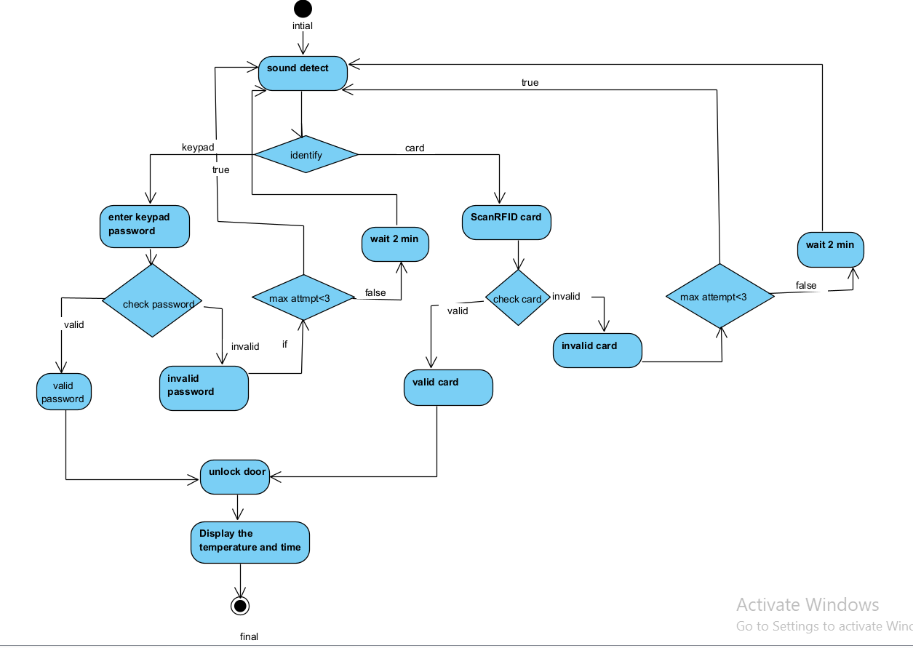 intial
sound detect
true
identify
keypad
card
true
enter keypad
password
ScanRFID card
wait 2 min
wait 2 min
check password
max attmpt<3
false
check card
invalid
max attempt<3
false
valid
valid
invalid
if
invalid card
valid
password
invalid
password
valid card
unlock door
Display the
temperature and time
final
Activate Windows
Go to Settings to activate Winc